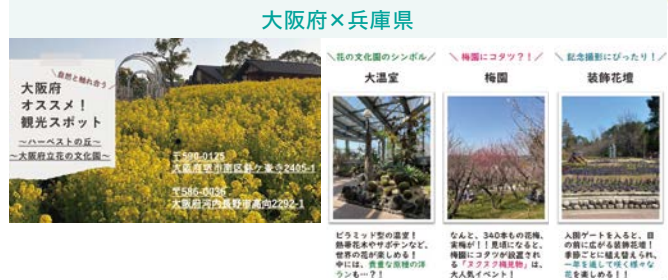 大阪府×兵庫県
＼自然と触れ合う／
大阪府
オススメ！
観光スポット
～ハーベストの丘～
～大阪府立花の文化園～
〒590-0125
大阪府堺市南区鉢ヶ峯寺2405-1
〒586-0036
大阪府河内長野市高向2292-1
＼花の文化園のシンボル／
大温室
ピラミッド型の温室！
熱帯花木やサボテンなど、
世界の花が楽しめる！
中には、貴重な原種の洋
ランも…？！
＼梅園にコタツ？！／
梅園
なんと、340本もの花梅、
実梅が！！見頃になると、
梅園にコタツが設置され
る「ヌクヌク梅見物」は、
大人気イベント！
＼記念撮影にぴったり！／
装飾花壇
入園ゲートを入ると、目
の前に広がる装飾花壇！
季節ごとに植え替えられ、
一年を通して咲く様々な
花を楽しめる！！